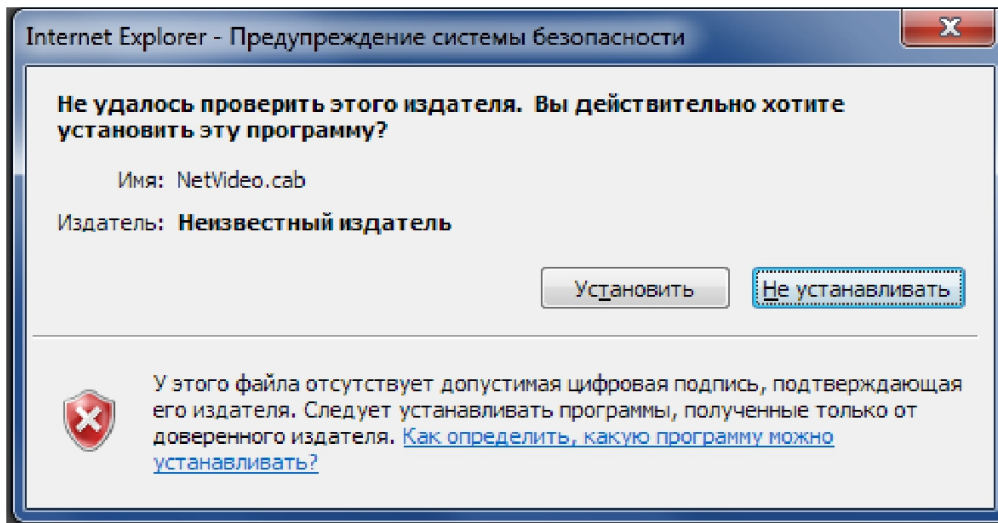 Internet Explorer - Предупреждение системы безопасности
Не удалось проверить этого издателя. Вы действительно хотите
установить эту программу?
Имя: NetVideo.cab
Издатель: Неизвестный издатель
Установить Не устанавливать
У этого файла отсутствует допустимая цифровая подпись, подтверждающая
его издателя. Следует устанавливать программы, полученные только от
доверенного издателя. Как определить, какую программу можно
устанавливать?